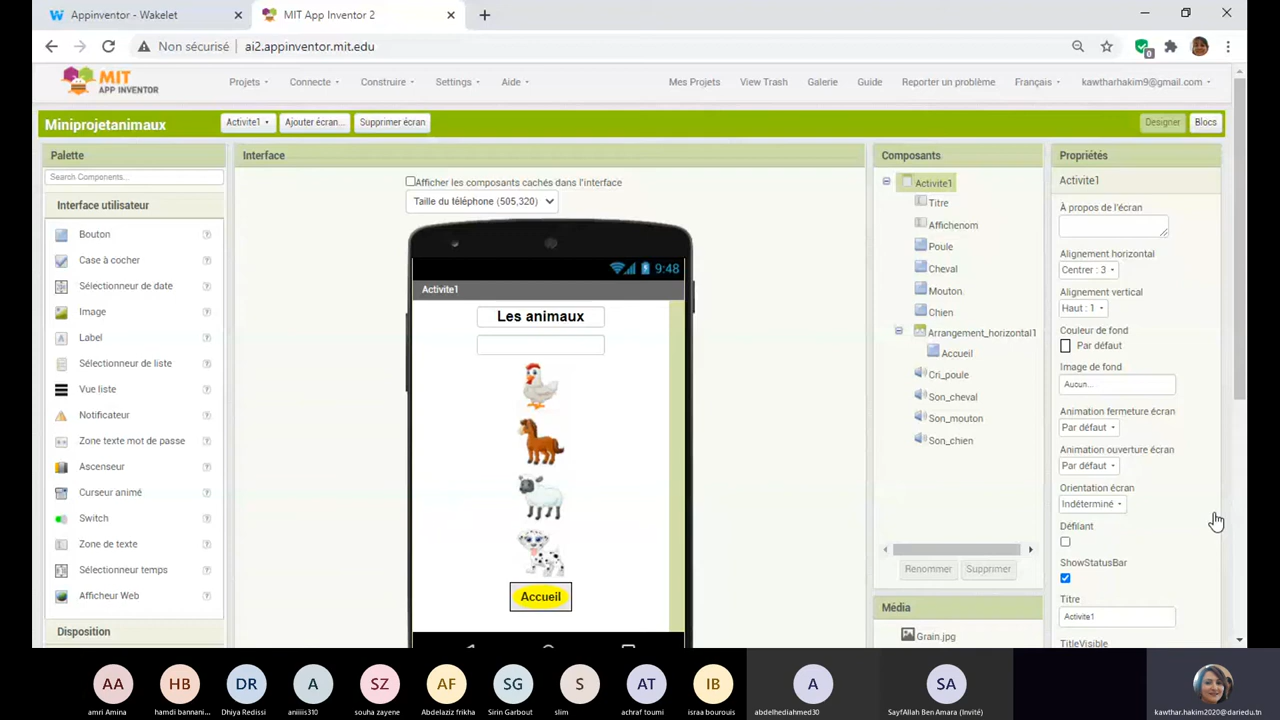 Appinventor - Wakelet
MIT App Inventor 2
Non sécurisé
ai2.appinventor.mit.edu
0
MIT
APP INVENTOR
Projets
Connecte
Construire
Settings
Aide
Mes Projets
View Trash
Galerie
Guide
Reporter un problème
Français
kawtharhakim9@gmail.com
Miniprojetanimaux
Activite1
Ajouter écran...
Supprimer écran
Designer
Blocs
Palette
Search Components...
Interface utilisateur
Bouton
Case à cocher
Sélectionneur de date
Image
Label
Sélectionneur de liste
Vue liste
Notificateur
Zone texte mot de passe
Ascenseur
Curseur animé
Switch
Zone de texte
Sélectionneur temps
Afficheur Web
Disposition
Interface
Afficher les composants cachés dans l'interface
Taille du téléphone (505,320)
9:48
Activite1
Les animaux
Accueil
Composants
Activite1
Titre
Affichenom
Poule
Cheval
Mouton
Chien
Arrangement_horizontal1
Accueil
Cri_poule
Son_cheval
Son_mouton
Son_chien
Renommer
Supprimer
Média
Grain.jpg
Propriétés
Activite1
À propos de l'écran
Alignement horizontal
Centrer : 3
Alignement vertical
Haut : 1
Couleur de fond
Par défaut
Image de fond
Aucun...
Animation fermeture écran
Par défaut
Animation ouverture écran
Par défaut
Orientation écran
Indéterminé
Défilant
ShowStatusBar
Titre
Activite1
TitleVisible
AA
HB
DR
A
SZ
AF
SG
S
AT
IB
A
SA
amri Amina
hamdi bannani...
Dhiya Redissi
aniiiis310
souha zayene
Abdelaziz frikha
Sirin Garbout
slim
achraf toumi
israa bourouis
abdelhediahmed30
SayfAllah Ben Amara (Invité)
kawthar.hakim2020@dariedu.tn